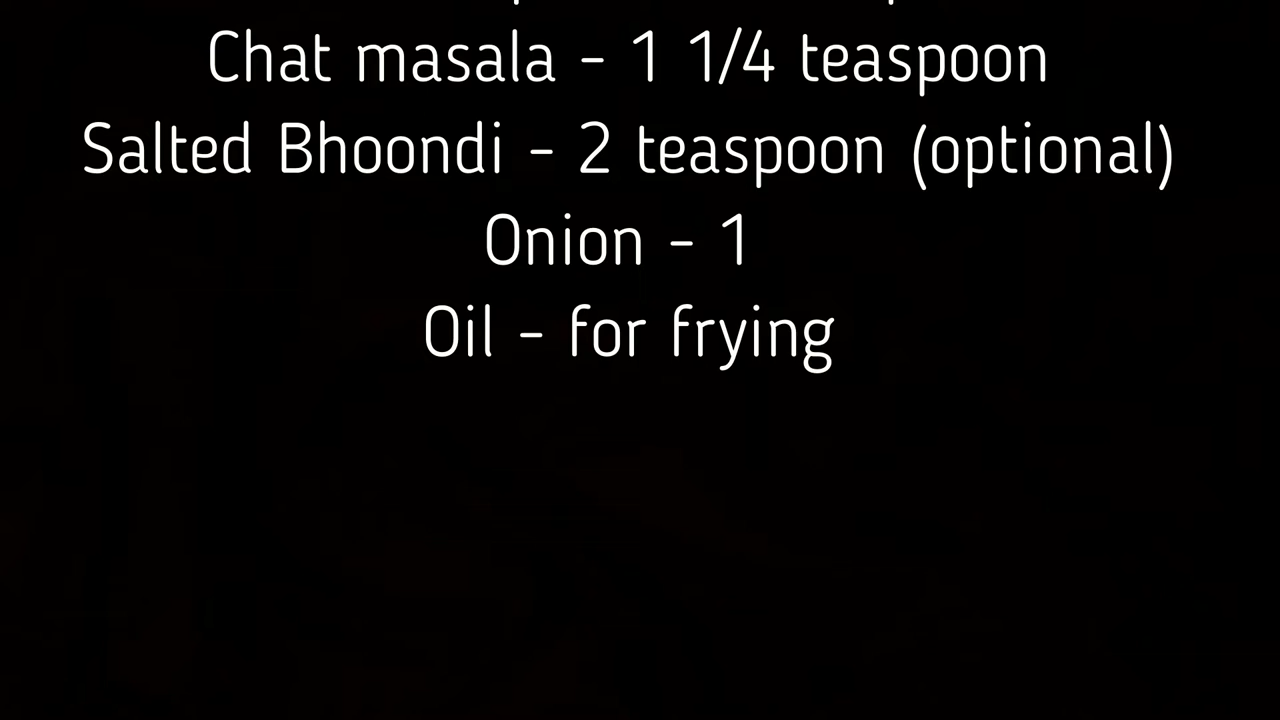 Chat masala - 1 1/4 teaspoon
Salted Bhoondi - 2 teaspoon (optional)
Onion - 1
Oil - for frying